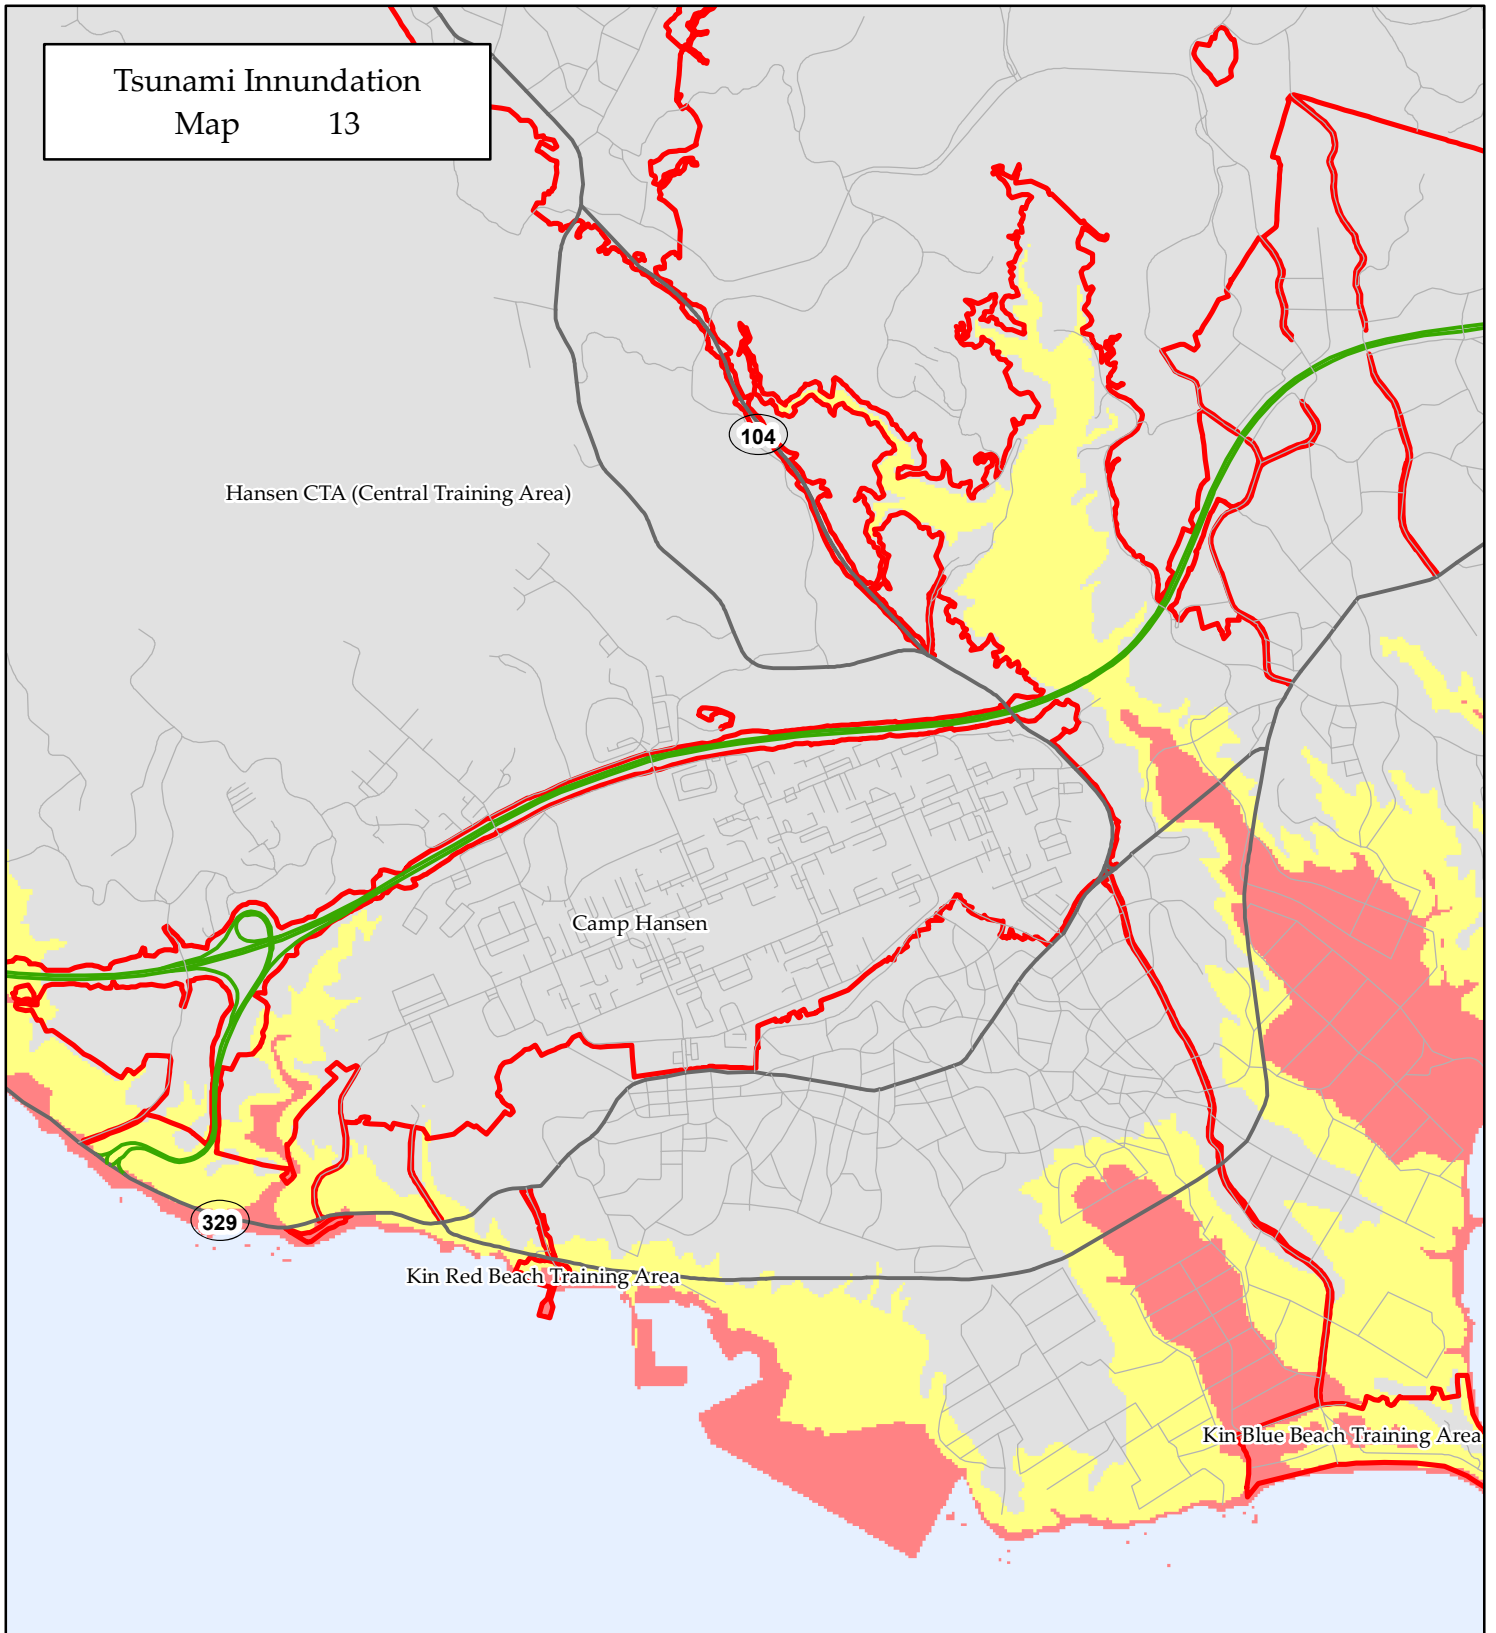 Tsunami Innundation
Map 13
104
Hansen CTA (Central Training Area)
Camp Hansen
329
Kin Red Beach Training Area
Kin Blue Beach Training Area